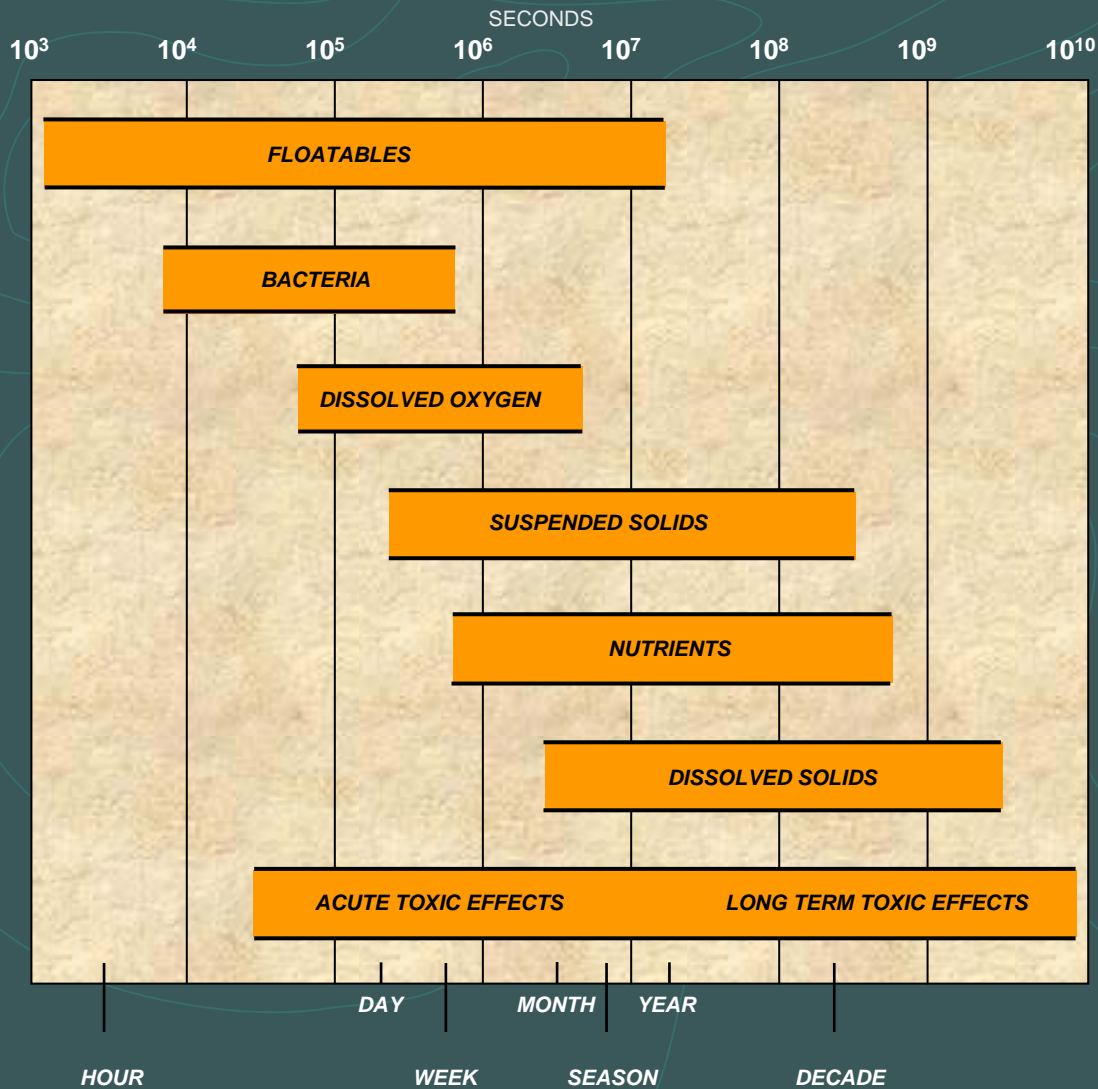 SECONDS
10³ 10⁴ 10⁵ 10⁶ 10⁷ 10⁸ 10⁹ 10¹⁰
FLOATABLES
BACTERIA
DISSOLVED OXYGEN
SUSPENDED SOLIDS
NUTRIENTS
DISSOLVED SOLIDS
ACUTE TOXIC EFFECTS LONG TERM TOXIC EFFECTS
DAY MONTH YEAR
HOUR WEEK SEASON DECADE